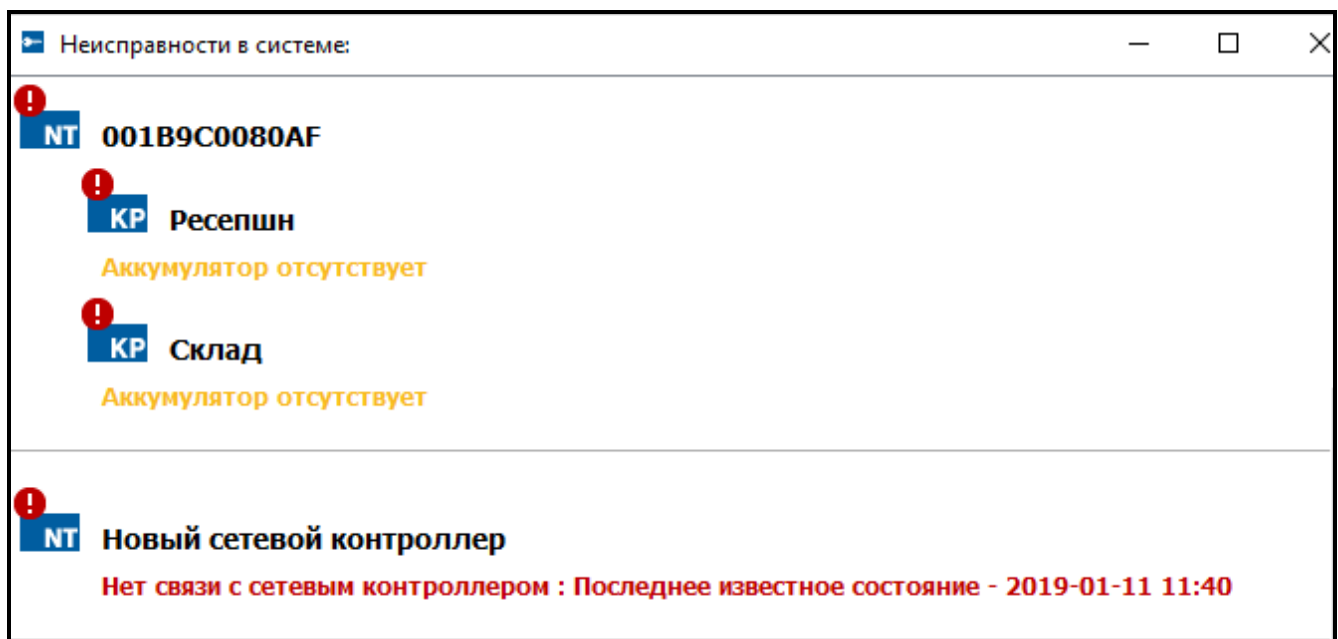 Неисправности в системе:
!
NT 001B9C0080AF
!
KP Ресепшн
Аккумулятор отсутствует
!
KP Склад
Аккумулятор отсутствует
!
NT Новый сетевой контроллер
Нет связи с сетевым контроллером : Последнее известное состояние - 2019-01-11 11:40